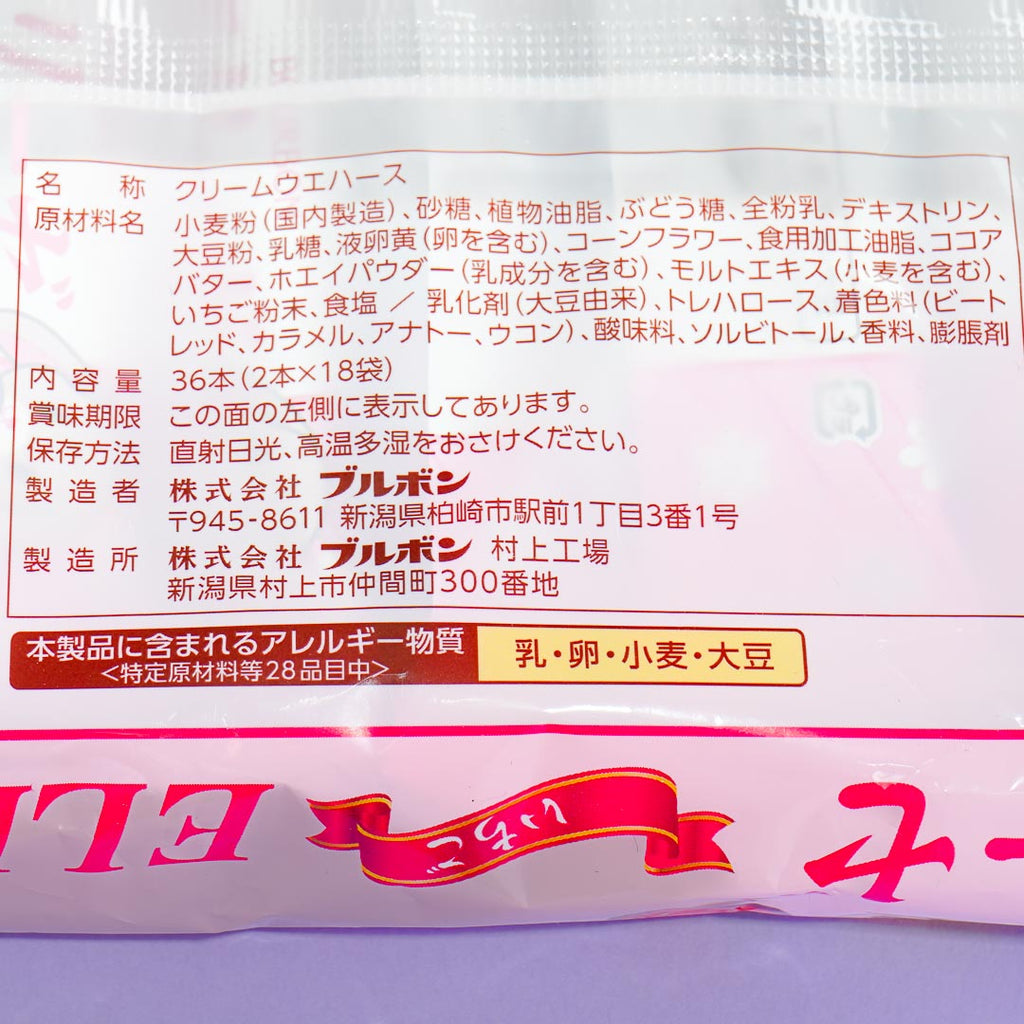 名称 クリームウエハース
原材料名 小麦粉(国内製造)、砂糖、植物油脂、ぶどう糖、全粉乳、デキストリン、
大豆粉、乳糖、液卵黄(卵を含む)、コーンフラワー、食用加工油脂、ココア
バター、ホエイパウダー(乳成分を含む)、モルトエキス(小麦を含む)、
いちご粉末、食塩／乳化剤(大豆由来)、トレハロース、着色料(ビート
レッド、カラメル、アナトー、ウコン)、酸味料、ソルビトール、香料、膨脹剤
内容量 36本(2本×18袋)
賞味期限 この面の左側に表示してあります。
保存方法 直射日光、高温多湿をおさけください。
製造者 株式会社 ブルボン
〒945-8611 新潟県柏崎市駅前1丁目3番1号
製造所 株式会社 ブルボン 村上工場
新潟県村上市仲間町300番地
本製品に含まれるアレルギー物質
<特定原材料等28品目中>
乳・卵・小麦・大豆
ーセ
いちご
EL